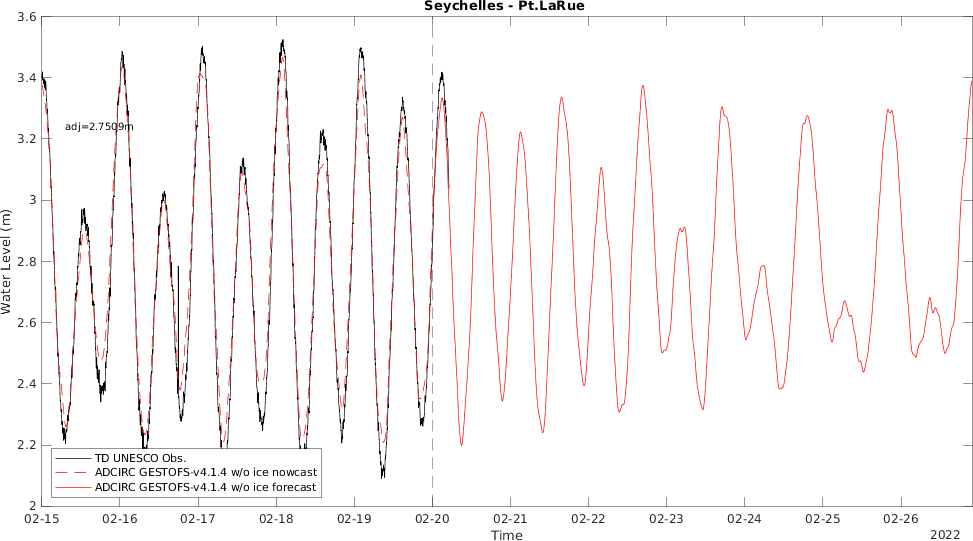 Seychelles - Pt.LaRue
3.6
3.4
adj=2.7509m
3.2
3
2.8
Water Level (m)
2.6
2.4
2.2
TD UNESCO Obs.
ADCIRC GESTOFS-v4.1.4 w/o ice nowcast
ADCIRC GESTOFS-v4.1.4 w/o ice forecast
2
02-15 02-16 02-17 02-18 02-19 02-20 02-21 02-22 02-23 02-24 02-25 02-26
Time
2022